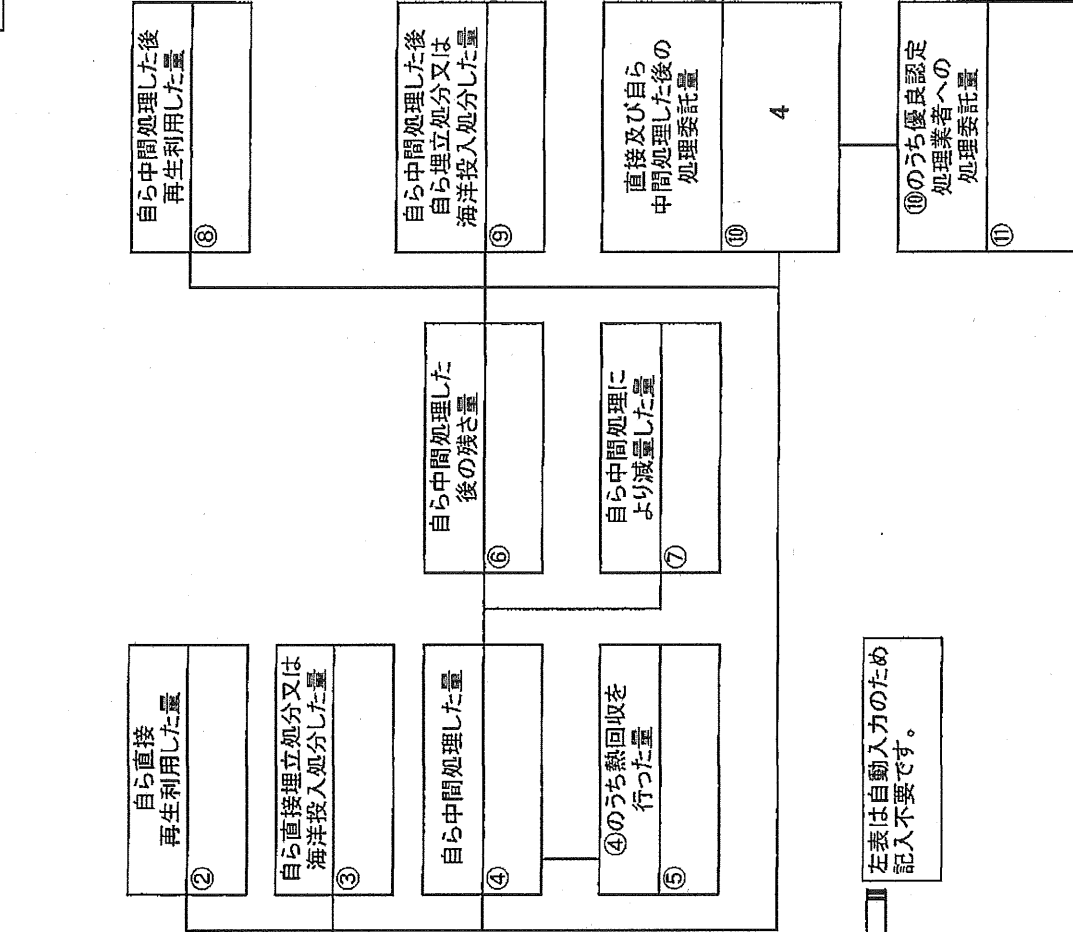 自ら直接
再生利用した量
②
自ら直接埋立処分又は
海洋投入処分した量
③
自ら中間処理した量
④
④のうち熱回収を
行った量
⑤
自ら中間処理した
後の残さ量
⑥
自ら中間処理に
より減量した量
⑦
自ら中間処理した後
再生利用した量
⑧
自ら中間処理した後
自ら埋立処分又は
海洋投入処分した量
⑨
直接及び自ら
中間処理した後の
処理委託量
⑩
4
⑩のうち優良認定
処理業者への
処理委託量
⑪
左表は自動入力のため
記入不要です。